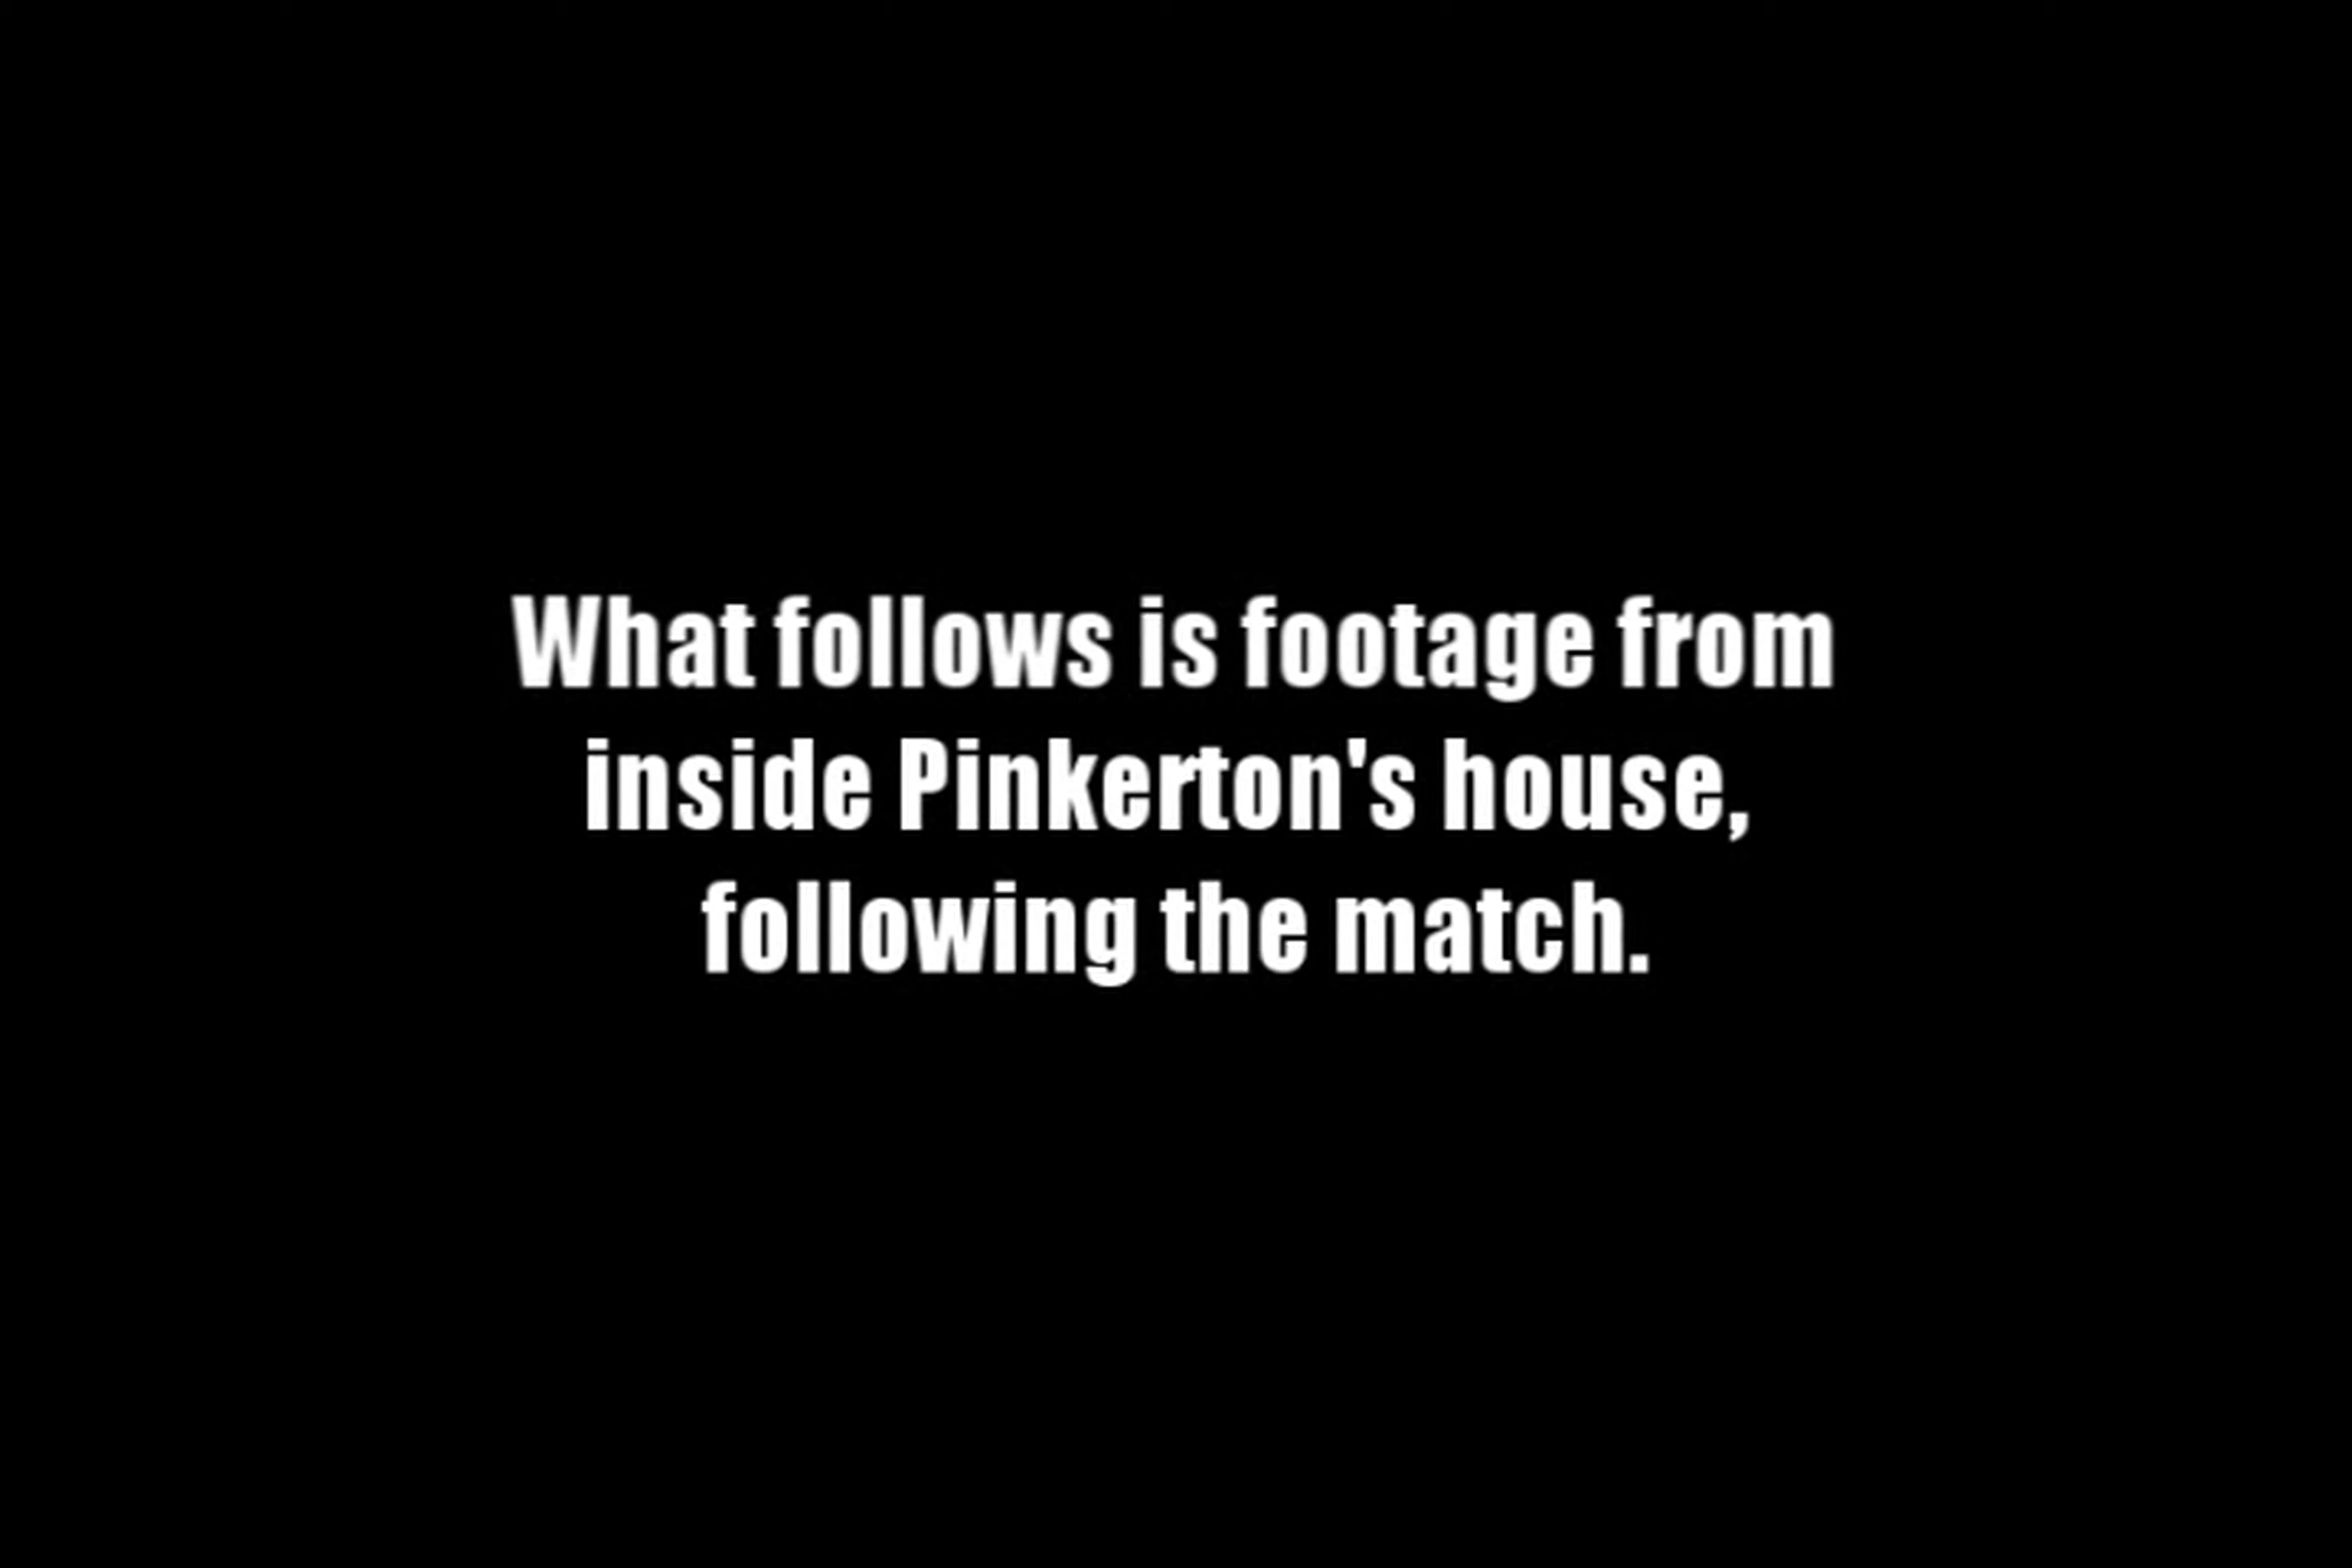 What follows is footage from
inside Pinkerton's house,
following the match.